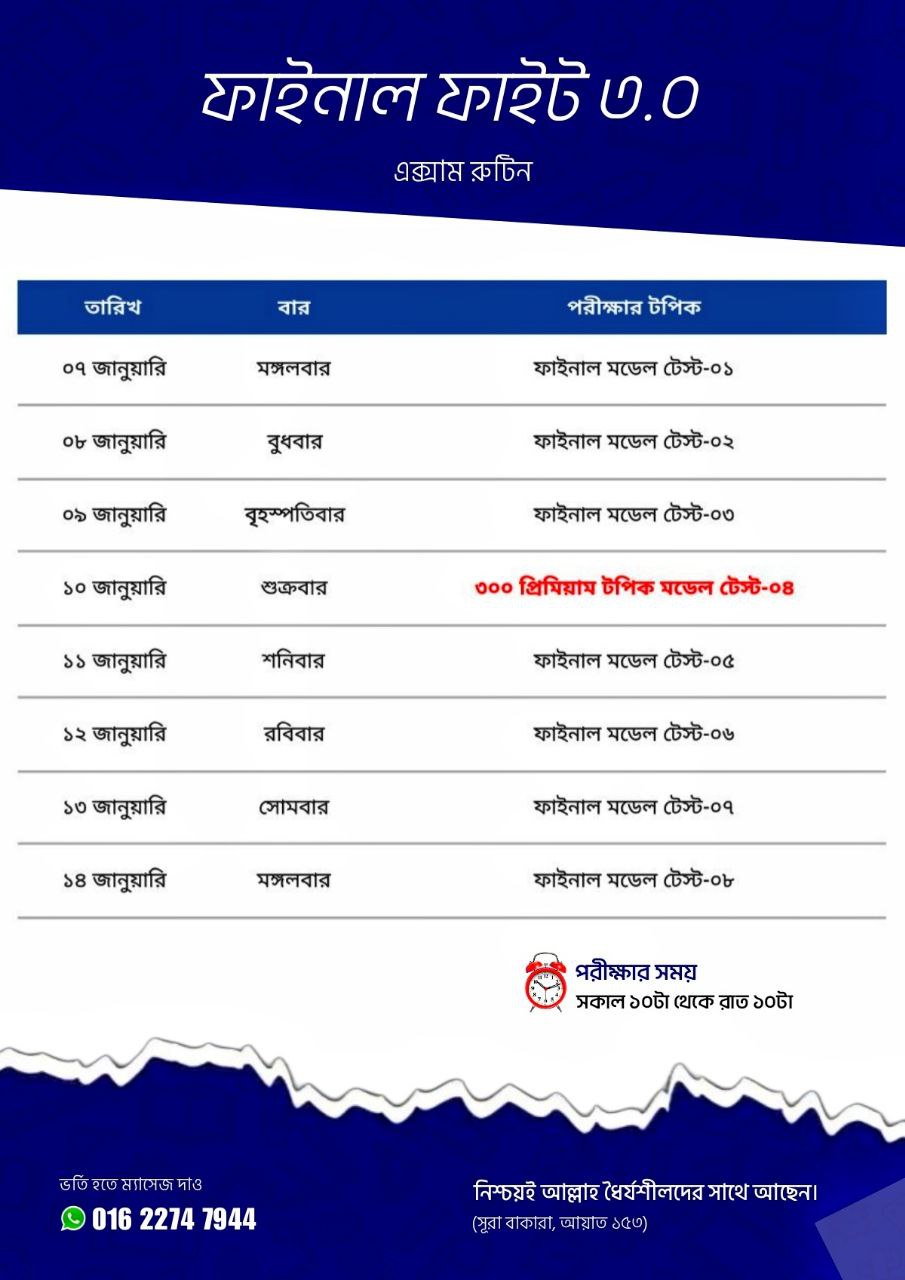 ফাইনাল ফাইট ৩.০
এক্সাম রুটিন
তারিখ বার পরীক্ষার টপিক
০৭ জানুয়ারি মঙ্গলবার ফাইনাল মডেল টেস্ট-০১
০৮ জানুয়ারি বুধবার ফাইনাল মডেল টেস্ট-০২
০৯ জানুয়ারি বৃহস্পতিবার ফাইনাল মডেল টেস্ট-০৩
১০ জানুয়ারি শুক্রবার ৩০০ প্রিমিয়াম টপিক মডেল টেস্ট-০৪
১১ জানুয়ারি শনিবার ফাইনাল মডেল টেস্ট-০৫
১২ জানুয়ারি রবিবার ফাইনাল মডেল টেস্ট-০৬
১৩ জানুয়ারি সোমবার ফাইনাল মডেল টেস্ট-০৭
১৪ জানুয়ারি মঙ্গলবার ফাইনাল মডেল টেস্ট-০৮
পরীক্ষার সময়
সকাল ১০টা থেকে রাত ১০টা
ভর্তি হতে ম্যাসেজ দাও
016 2274 7944
নিশ্চয়ই আল্লাহ ধৈর্যশীলদের সাথে আছেন।
(সূরা বাকারা, আয়াত ১৫৩)